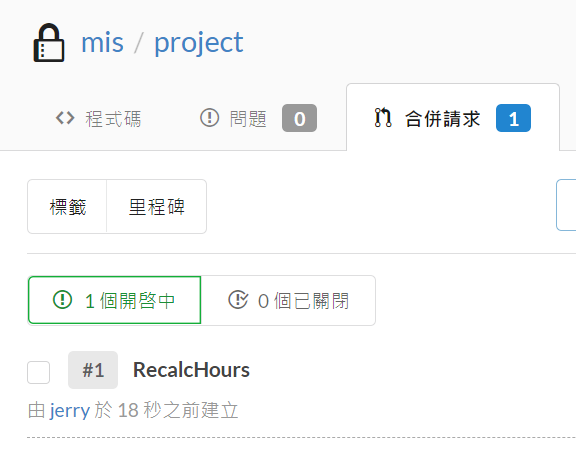 mis / project
程式碼 問題 0 合併請求 1
標籤 里程碑
1 個開啓中 0 個已關閉
#1 RecalcHours
由 jerry 於 18 秒之前建立